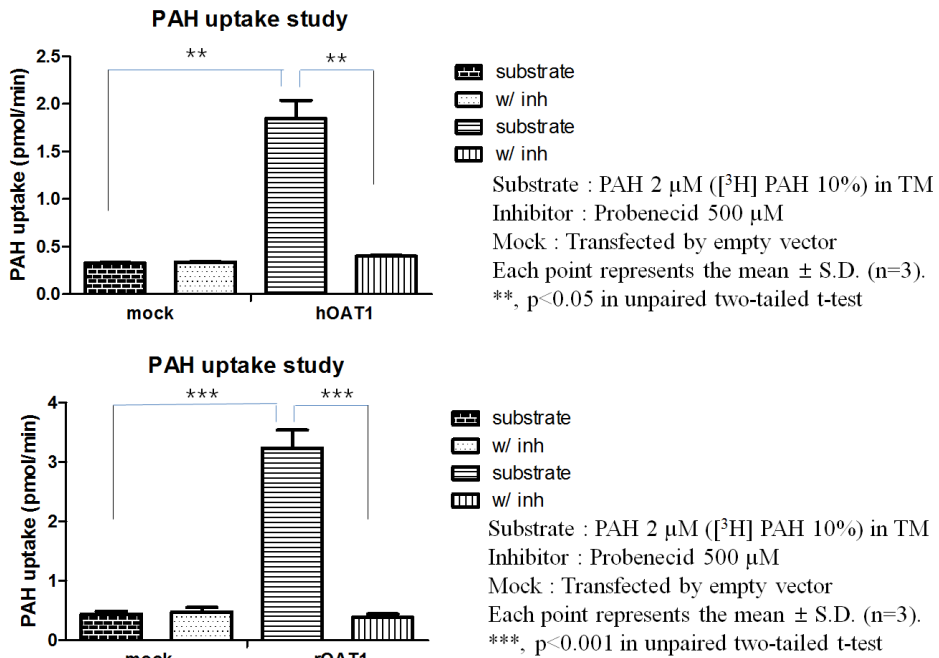 PAH uptake study
** **
PAH uptake (pmol/min)
2.5
2.0
1.5
1.0
0.5
0.0
mock hOAT1
substrate
w/ inh
substrate
w/ inh
Substrate : PAH 2 µM ([³H] PAH 10%) in TM
Inhibitor : Probenecid 500 µM
Mock : Transfected by empty vector
Each point represents the mean ± S.D. (n=3).
**, p<0.05 in unpaired two-tailed t-test
PAH uptake study
*** ***
PAH uptake (pmol/min)
4
3
2
1
0
mock rOAT1
substrate
w/ inh
substrate
w/ inh
Substrate : PAH 2 µM ([³H] PAH 10%) in TM
Inhibitor : Probenecid 500 µM
Mock : Transfected by empty vector
Each point represents the mean ± S.D. (n=3).
***, p<0.001 in unpaired two-tailed t-test